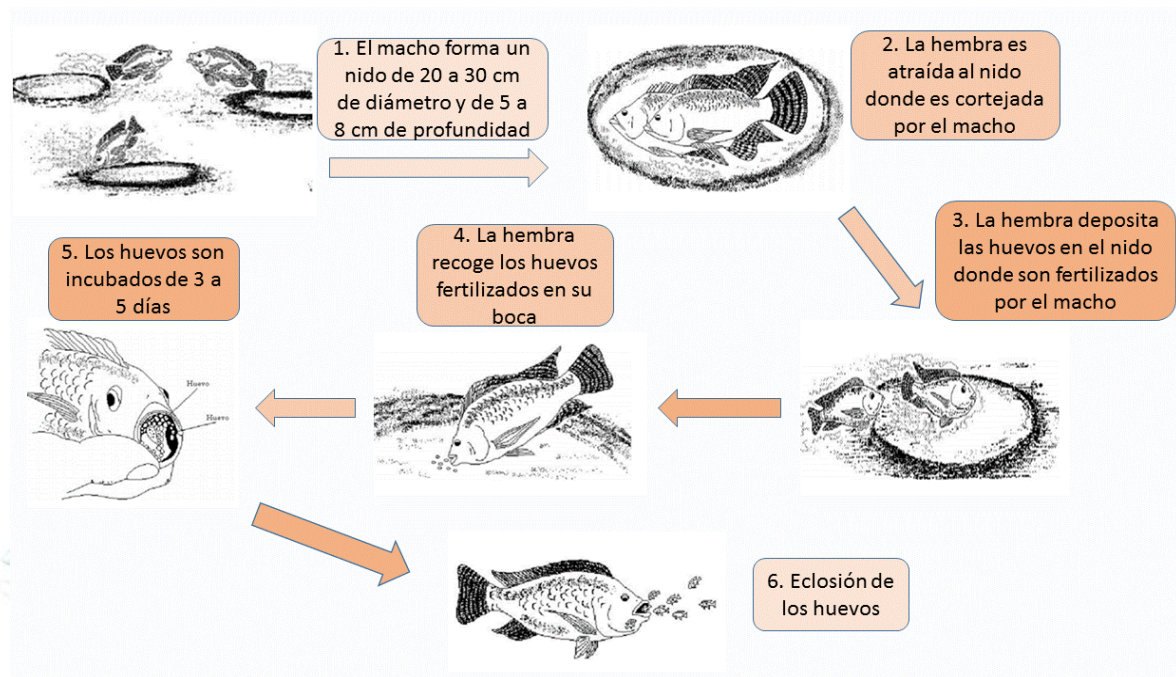 1. El macho forma un
nido de 20 a 30 cm
de diámetro y de 5 a
8 cm de profundidad
2. La hembra es
atraída al nido
donde es cortejada
por el macho
3. La hembra deposita
las huevos en el nido
donde son fertilizados
por el macho
4. La hembra
recoge los huevos
fertilizados en su
boca
5. Los huevos son
incubados de 3 a
5 días
Huevo
Huevo
6. Eclosión de
los huevos